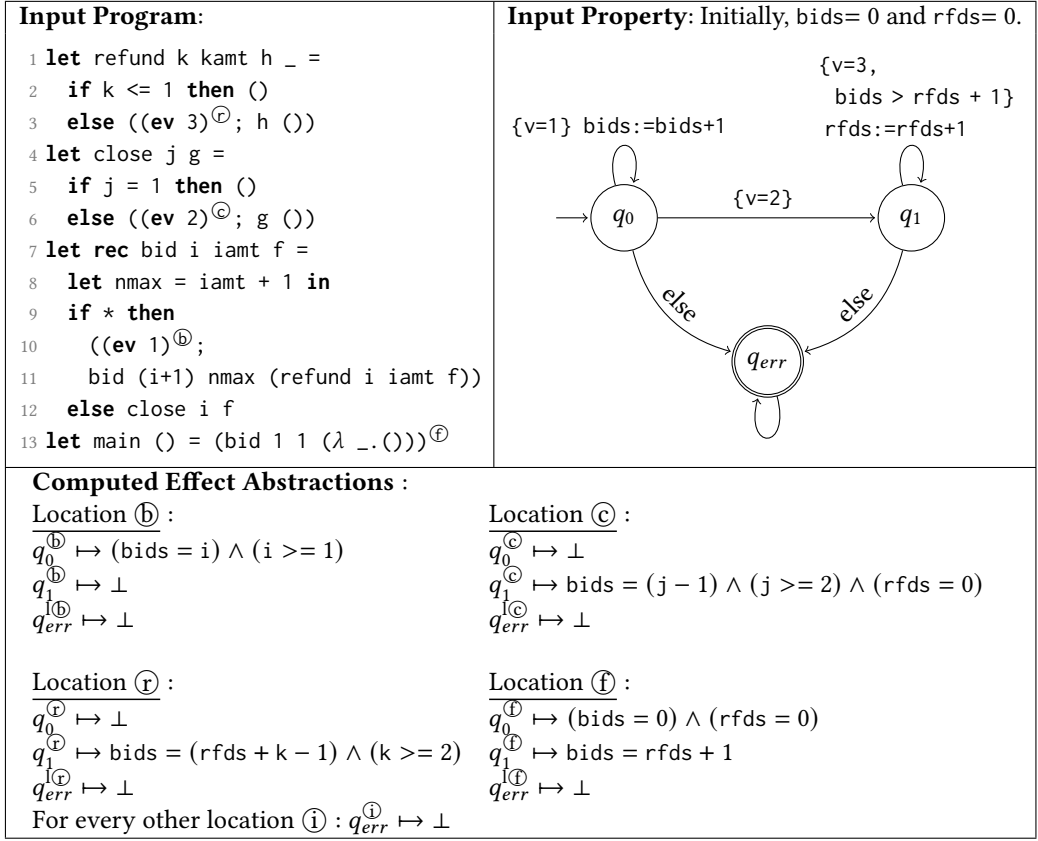 Input Program:
1 let refund k kamt h _ =
2 if k <= 1 then ()
3 else ((ev 3)ⓡ; h ())
4 let close j g =
5 if j = 1 then ()
6 else ((ev 2)ⓒ; g ())
7 let rec bid i iamt f =
8 let nmax = iamt + 1 in
9 if * then
10 ((ev 1)ⓑ;
11 bid (i+1) nmax (refund i iamt f))
12 else close i f
13 let main () = (bid 1 1 (λ _.()))ⓕ
Input Property: Initially, bids= 0 and rfds= 0.
{v=3,
bids > rfds + 1}
{v=1} bids:=bids+1
rfds:=rfds+1
{v=2}
q0
q1
else
else
qerr
Computed Effect Abstractions :
Location ⓑ :
q0ⓑ ↦ (bids = i) ∧ (i >= 1)
q1ⓑ ↦ ⊥
qerrlⓑ ↦ ⊥
Location ⓒ :
q0ⓒ ↦ ⊥
q1ⓒ ↦ bids = (j − 1) ∧ (j >= 2) ∧ (rfds = 0)
qerrlⓒ ↦ ⊥
Location ⓡ :
q0ⓡ ↦ ⊥
q1ⓡ ↦ bids = (rfds + k − 1) ∧ (k >= 2)
qerrlⓡ ↦ ⊥
Location ⓕ :
q0ⓕ ↦ (bids = 0) ∧ (rfds = 0)
q1ⓕ ↦ bids = rfds + 1
qerrlⓕ ↦ ⊥
For every other location ⓘ : qerrⓘ ↦ ⊥